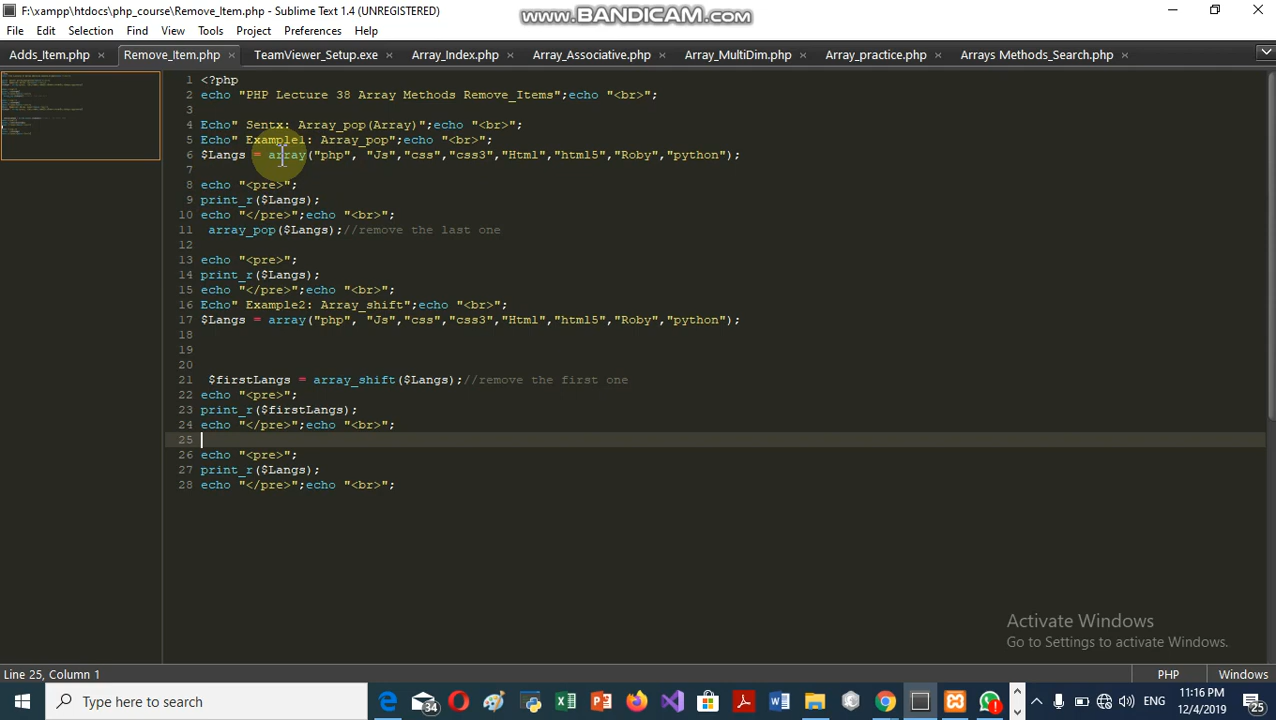 F:\xampp\htdocs\php_course\Remove_Item.php - Sublime Text 1.4 (UNREGISTERED)
www.BANDICAM.com
File Edit Selection Find View Tools Project Preferences Help
Adds_Item.php × Remove_Item.php × TeamViewer_Setup.exe × Array_Index.php × Array_Associative.php × Array_MultiDim.php × Array_practice.php × Arrays Methods_Search.php ×
1 <?php
2 echo "PHP Lecture 38 Array Methods Remove_Items";echo "<br>";
3
4 Echo" Sentx: Array_pop(Array)";echo "<br>";
5 Echo" Example1: Array_pop";echo "<br>";
6 $Langs = array("php", "Js","css","css3","Html","html5","Roby","python");
7
8 echo "<pre>";
9 print_r($Langs);
10 echo "</pre>";echo "<br>";
11 array_pop($Langs);//remove the last one
12
13 echo "<pre>";
14 print_r($Langs);
15 echo "</pre>";echo "<br>";
16 Echo" Example2: Array_shift";echo "<br>";
17 $Langs = array("php", "Js","css","css3","Html","html5","Roby","python");
18
19
20
21 $firstLangs = array_shift($Langs);//remove the first one
22 echo "<pre>";
23 print_r($firstLangs);
24 echo "</pre>";echo "<br>";
25
26 echo "<pre>";
27 print_r($Langs);
28 echo "</pre>";echo "<br>";
Activate Windows
Go to Settings to activate Windows.
Line 25, Column 1
PHP Windows
Type here to search
34
ENG
11:16 PM
12/4/2019
25